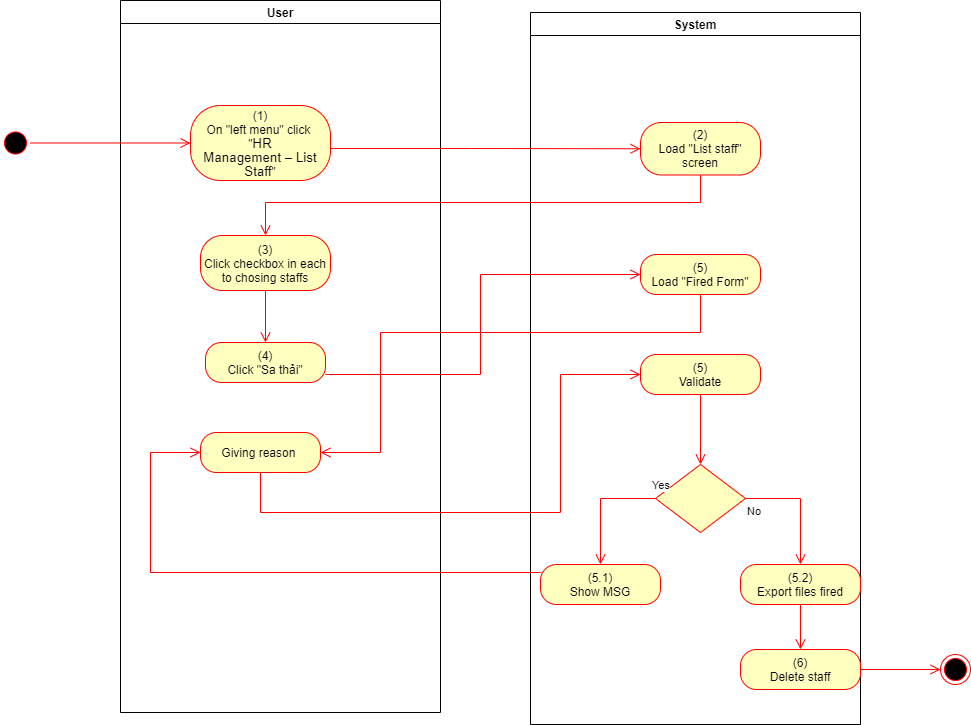 User
System
(1)
On "left menu" click
"HR
Management – List
Staff"
(2)
Load "List staff"
screen
(3)
Click checkbox in each
to chosing staffs
(5)
Load "Fired Form"
(4)
Click "Sa thải"
(5)
Validate
Giving reason
Yes
No
(5.1)
Show MSG
(5.2)
Export files fired
(6)
Delete staff